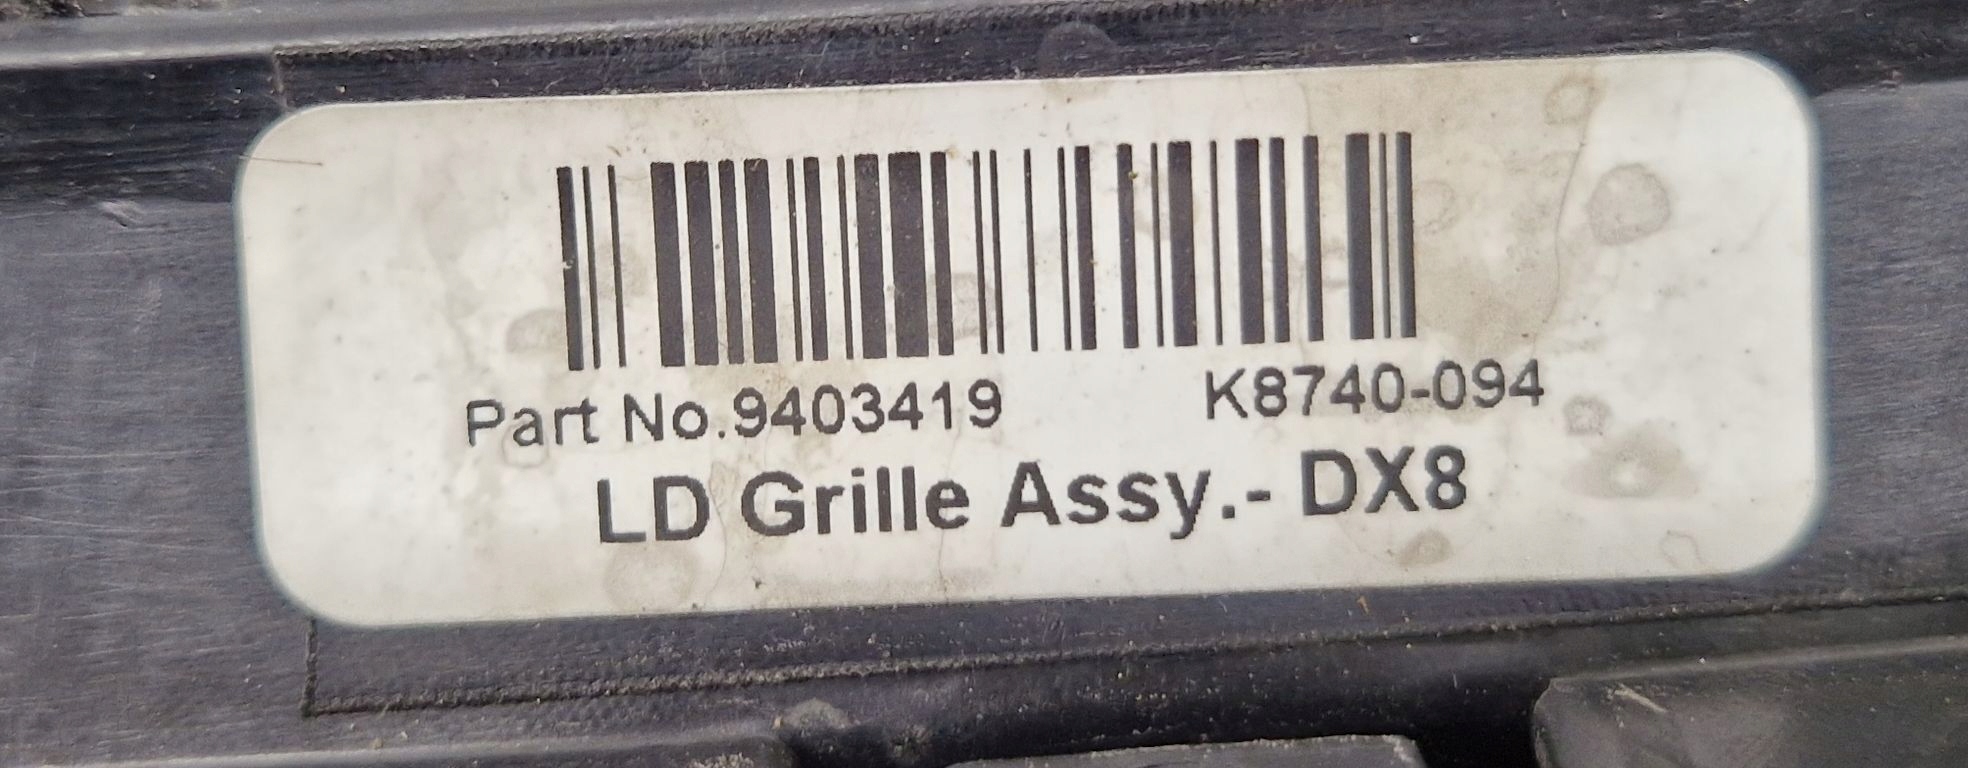 Part No.9403419 K8740-094
LD Grille Assy.- DX8